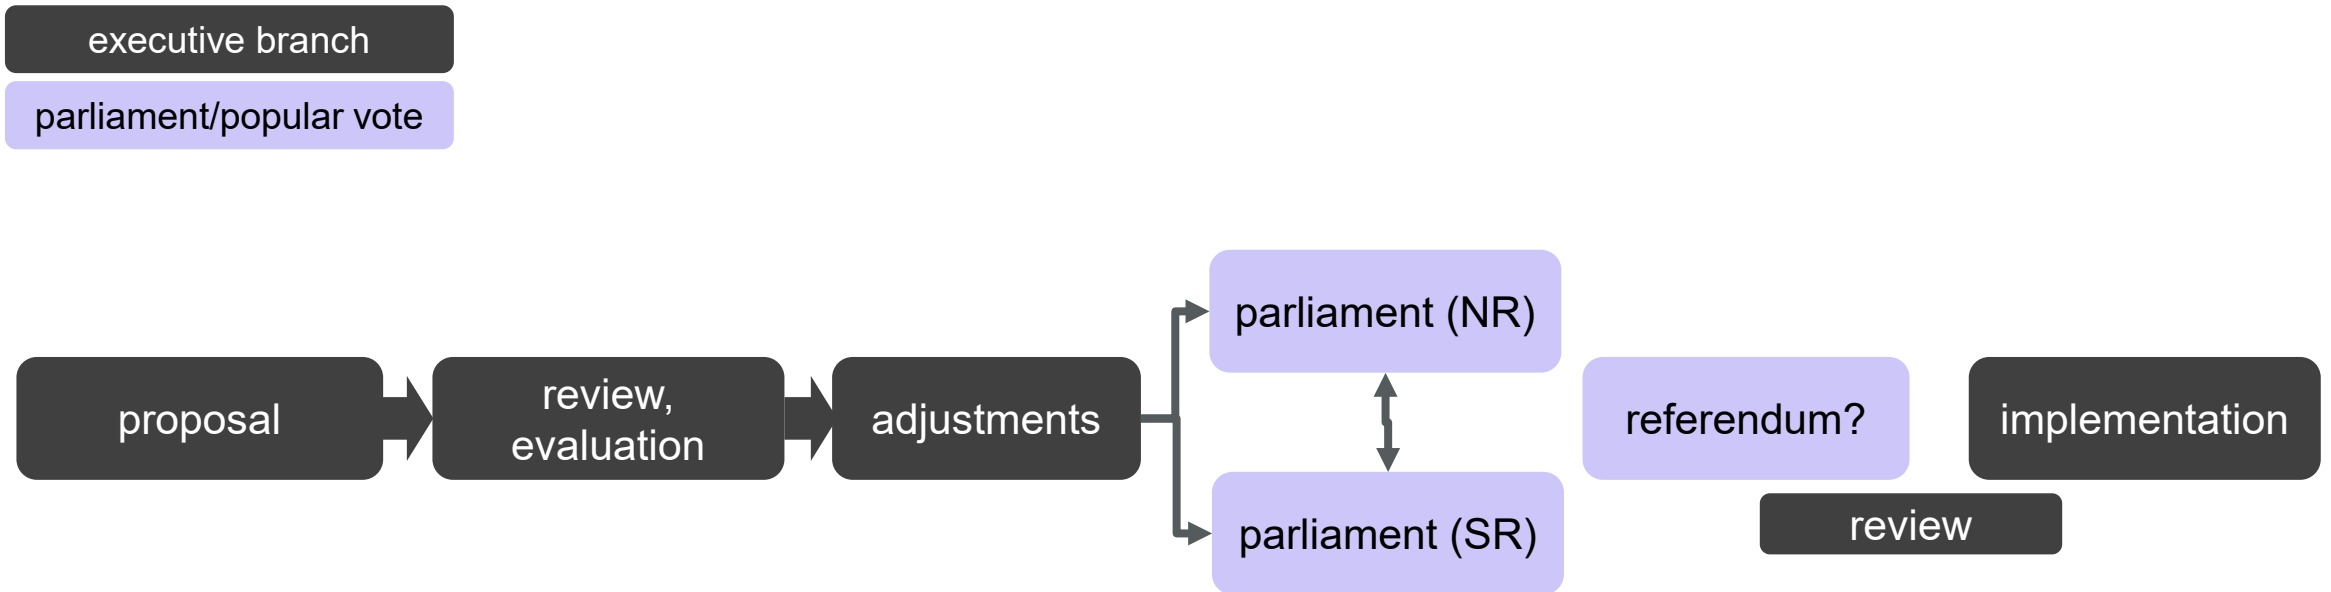 executive branch
parliament/popular vote
proposal
review,
evaluation
adjustments
parliament (NR)
parliament (SR)
referendum?
implementation
review